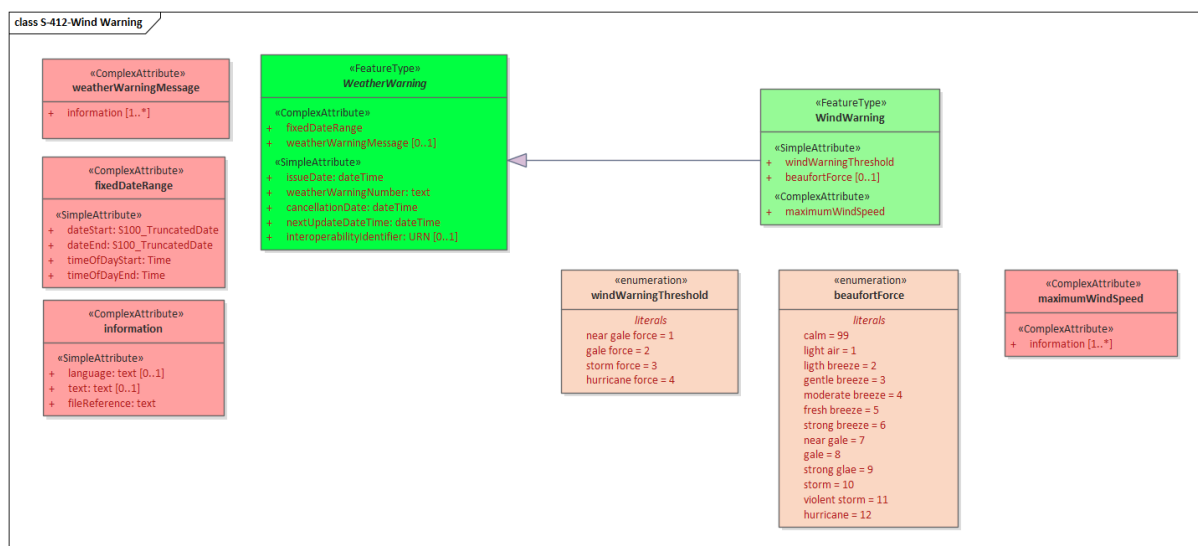 class S-412-Wind Warning
«ComplexAttribute»
weatherWarningMessage
+ information [1..*]
«ComplexAttribute»
fixedDateRange
«SimpleAttribute»
+ dateStart: S100_TruncatedDate
+ dateEnd: S100_TruncatedDate
+ timeOfDayStart: Time
+ timeOfDayEnd: Time
«ComplexAttribute»
information
«SimpleAttribute»
+ language: text [0..1]
+ text: text [0..1]
+ fileReference: text
«FeatureType»
WeatherWarning
«ComplexAttribute»
+ fixedDateRange
+ weatherWarningMessage [0..1]
«SimpleAttribute»
+ issueDate: dateTime
+ weatherWarningNumber: text
+ cancellationDate: dateTime
+ nextUpdateDateTime: dateTime
+ interoperabilityIdentifier: URN [0..1]
«FeatureType»
WindWarning
«SimpleAttribute»
+ windWarningThreshold
+ beaufortForce [0..1]
«ComplexAttribute»
+ maximumWindSpeed
«enumeration»
windWarningThreshold
literals
near gale force = 1
gale force = 2
storm force = 3
hurricane force = 4
«enumeration»
beaufortForce
literals
calm = 99
light air = 1
ligth breeze = 2
gentle breeze = 3
moderate breeze = 4
fresh breeze = 5
strong breeze = 6
near gale = 7
gale = 8
strong glae = 9
storm = 10
violent storm = 11
hurricane = 12
«ComplexAttribute»
maximumWindSpeed
«ComplexAttribute»
+ information [1..*]